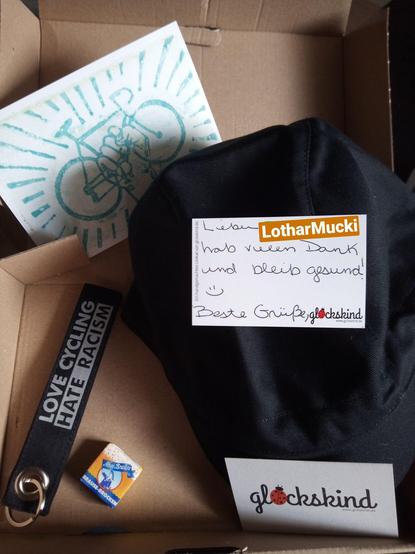 Lieber LotharMucki
hab vielen Dank
und bleib gesund!
Beste Grüße, glückskind
LOVE CYCLING
HATE RACISM
glückskind